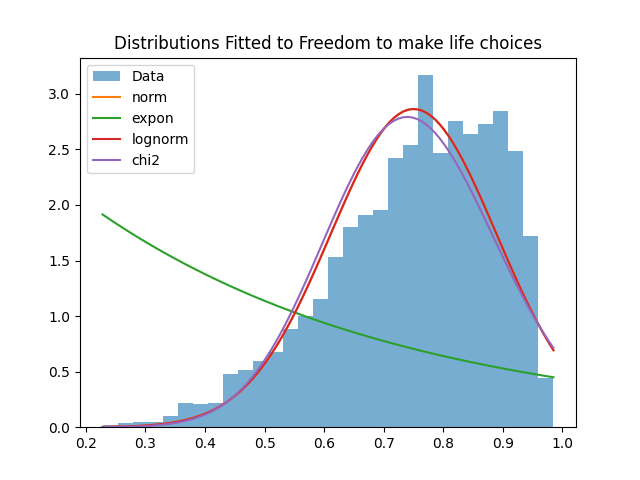 Distributions Fitted to Freedom to make life choices
Data
norm
expon
lognorm
chi2
3.0
2.5
2.0
1.5
1.0
0.5
0.0
0.2 0.3 0.4 0.5 0.6 0.7 0.8 0.9 1.0